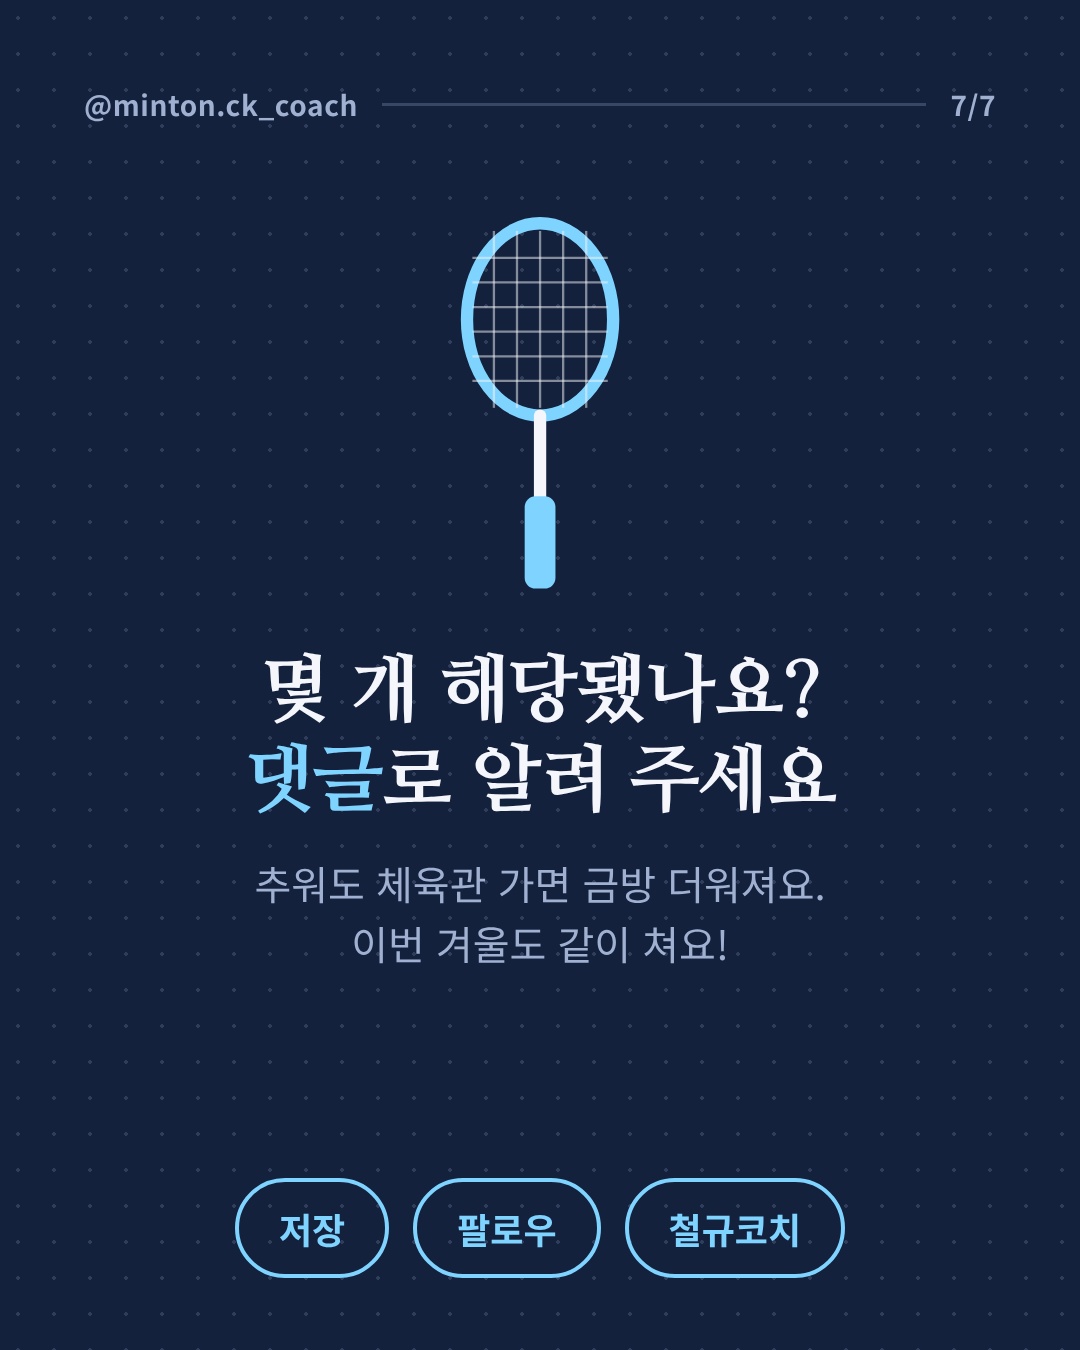 @minton.ck_coach 7/7
몇 개 해당됐나요?
댓글로 알려 주세요
추워도 체육관 가면 금방 더워져요.
이번 겨울도 같이 쳐요!
저장 팔로우 철규코치